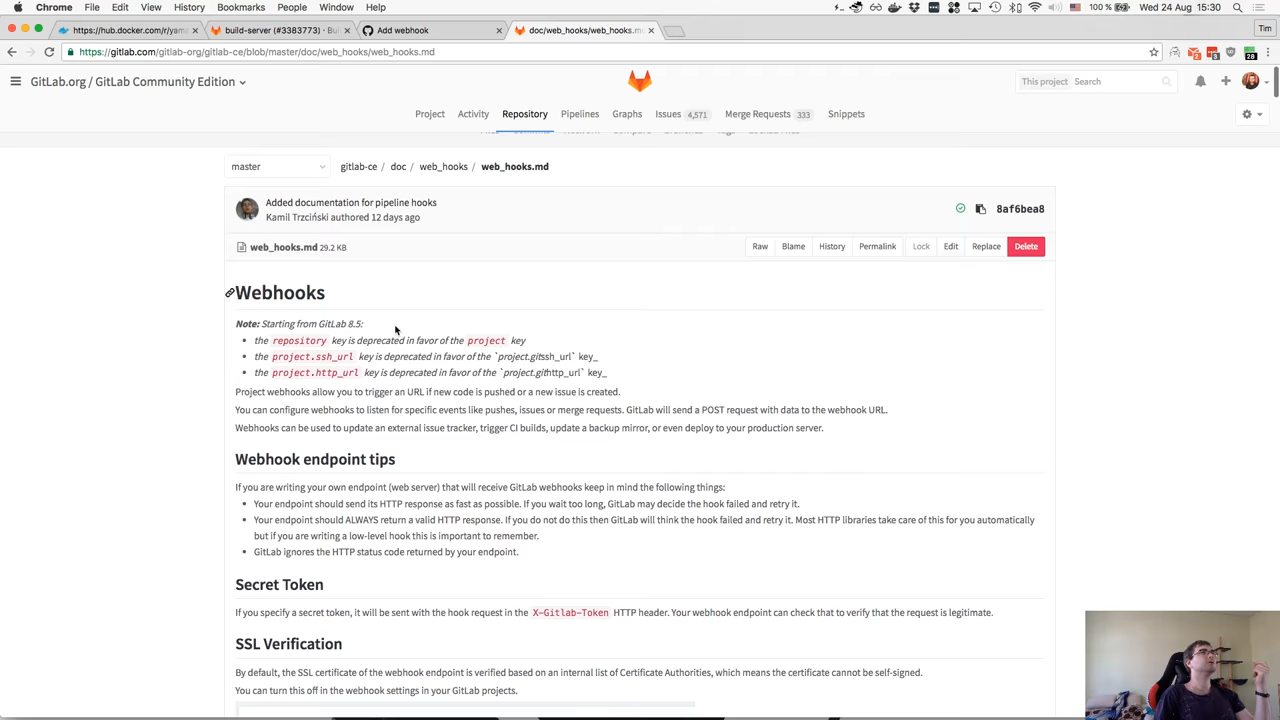 Chrome File Edit View History Bookmarks People Window Help 100 % Wed 24 Aug 15:30
https://hub.docker.com/r/yam build-server (#3383773) · Bui Add webhook doc/web_hooks/web_hooks.m Tim
https://gitlab.com/gitlab-org/gitlab-ce/blob/master/doc/web_hooks/web_hooks.md 2 3 28
GitLab.org / GitLab Community Edition This project Search
Project Activity Repository Pipelines Graphs Issues 4,571 Merge Requests 333 Snippets
master gitlab-ce / doc / web_hooks / web_hooks.md
Added documentation for pipeline hooks
Kamil Trzciński authored 12 days ago 8af6bea8
web_hooks.md 29.2 KB Raw Blame History Permalink Lock Edit Replace Delete
Webhooks
Note: Starting from GitLab 8.5:
• the repository key is deprecated in favor of the project key
• the project.ssh_url key is deprecated in favor of the `project.gitssh_url` key_
• the project.http_url key is deprecated in favor of the `project.githttp_url` key_
Project webhooks allow you to trigger an URL if new code is pushed or a new issue is created.
You can configure webhooks to listen for specific events like pushes, issues or merge requests. GitLab will send a POST request with data to the webhook URL.
Webhooks can be used to update an external issue tracker, trigger CI builds, update a backup mirror, or even deploy to your production server.
Webhook endpoint tips
If you are writing your own endpoint (web server) that will receive GitLab webhooks keep in mind the following things:
• Your endpoint should send its HTTP response as fast as possible. If you wait too long, GitLab may decide the hook failed and retry it.
• Your endpoint should ALWAYS return a valid HTTP response. If you do not do this then GitLab will think the hook failed and retry it. Most HTTP libraries take care of this for you automatically
but if you are writing a low-level hook this is important to remember.
• GitLab ignores the HTTP status code returned by your endpoint.
Secret Token
If you specify a secret token, it will be sent with the hook request in the X-Gitlab-Token HTTP header. Your webhook endpoint can check that to verify that the request is legitimate.
SSL Verification
By default, the SSL certificate of the webhook endpoint is verified based on an internal list of Certificate Authorities, which means the certificate cannot be self-signed.
You can turn this off in the webhook settings in your GitLab projects.